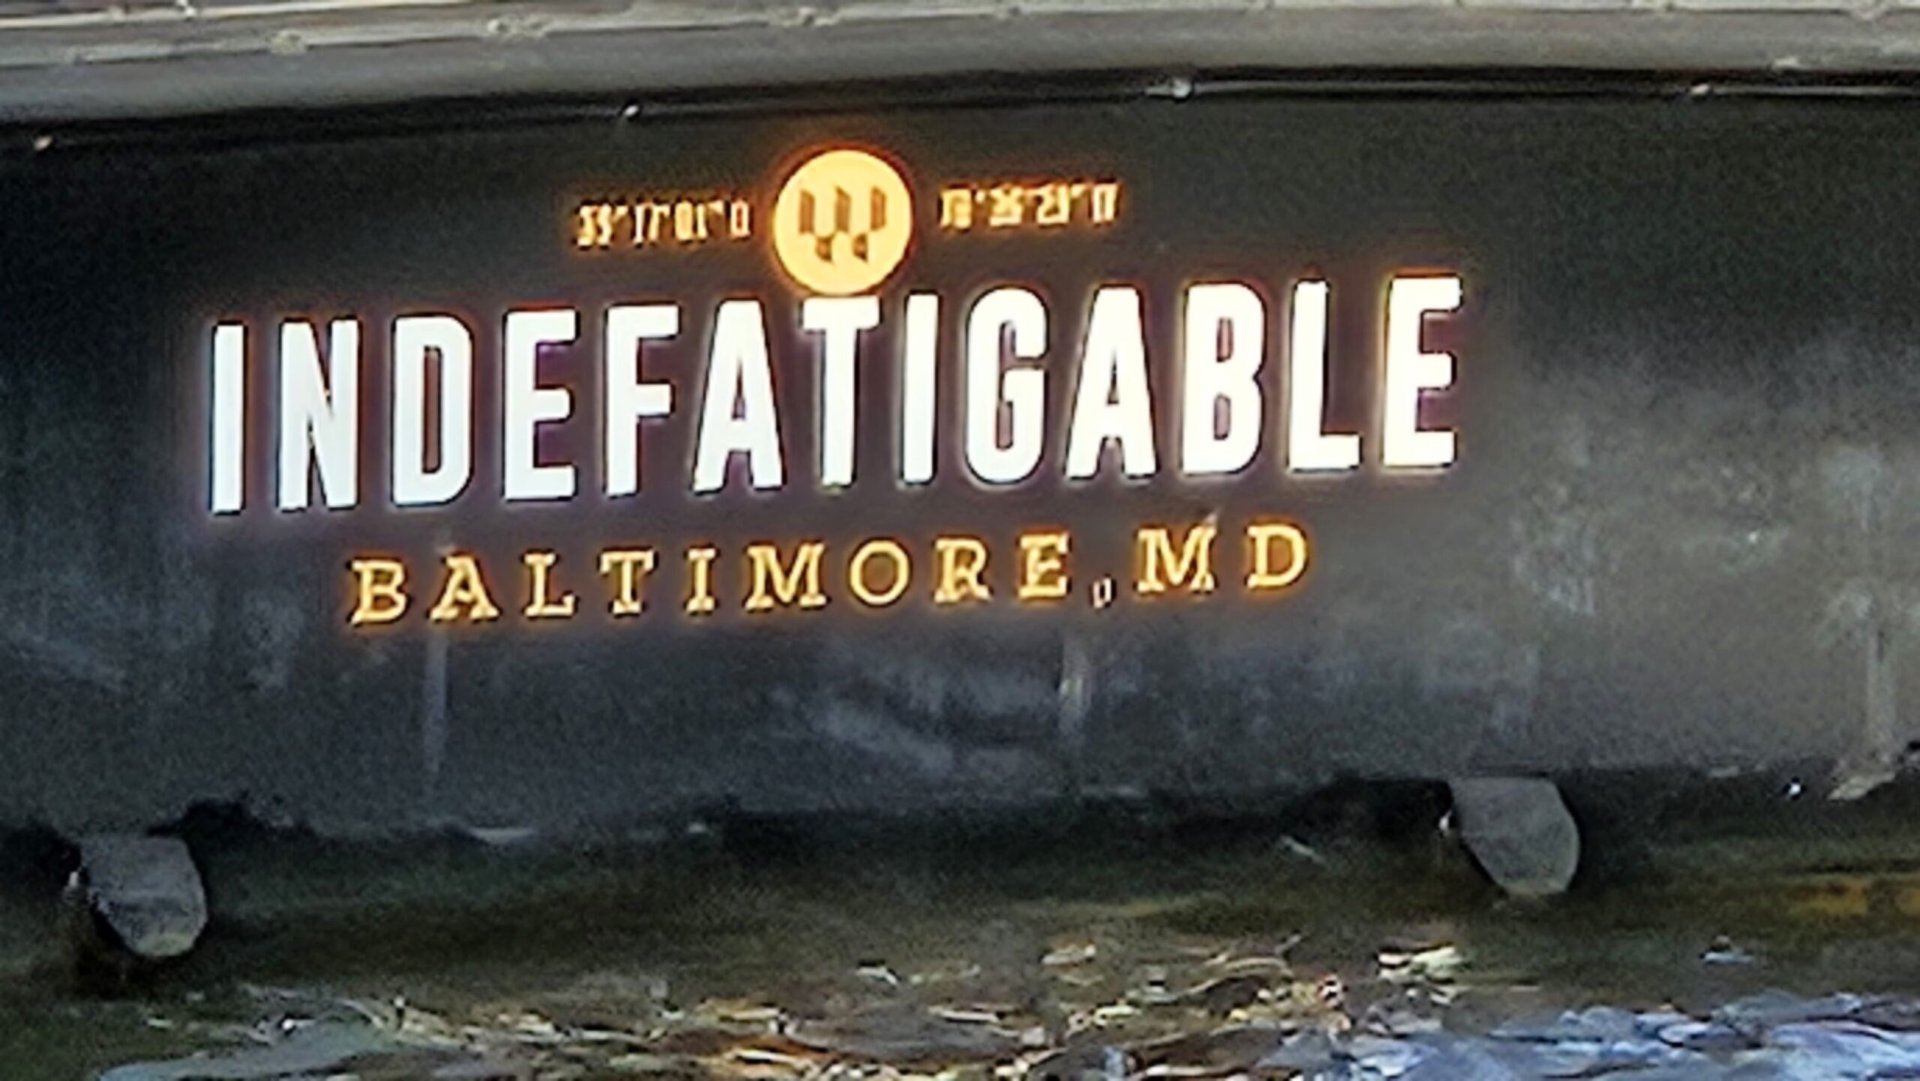 INDEFATIGABLE
BALTIMORE, MD